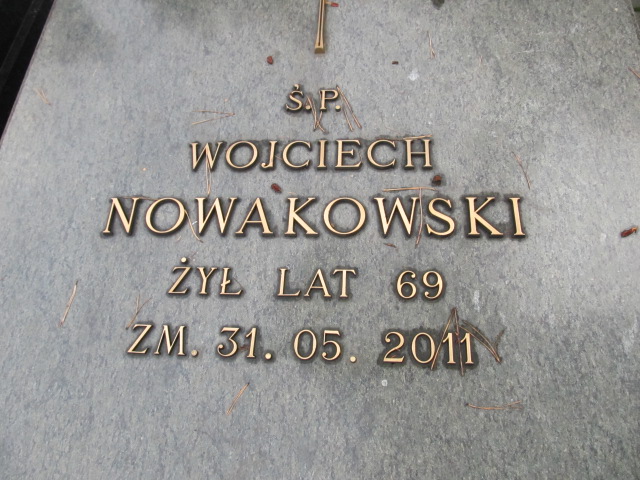 Ś.P.
WOJCIECH
NOWAKOWSKI
ŻYŁ LAT 69
ZM. 31. 05. 2011